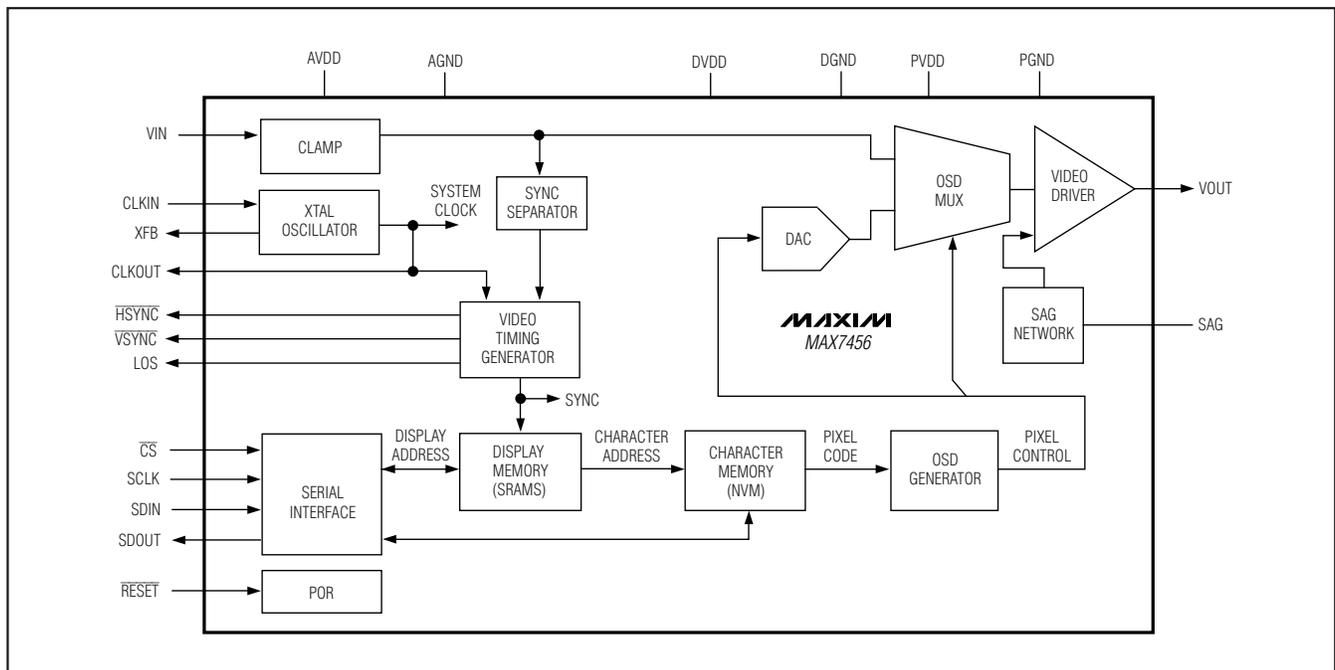 AVDD
AGND
DVDD
DGND
PVDD
PGND
VIN
CLAMP
CLKIN
XFB
XTAL
OSCILLATOR
SYSTEM
CLOCK
SYNC
SEPARATOR
CLKOUT
HSYNC
VSYNC
LOS
VIDEO
TIMING
GENERATOR
SYNC
DAC
OSD
MUX
VIDEO
DRIVER
VOUT
MAXIM
MAX7456
SAG
NETWORK
SAG
CS
SCLK
SDIN
SDOUT
SERIAL
INTERFACE
DISPLAY
ADDRESS
DISPLAY
MEMORY
(SRAMS)
CHARACTER
ADDRESS
CHARACTER
MEMORY
(NVM)
PIXEL
CODE
OSD
GENERATOR
PIXEL
CONTROL
RESET
POR